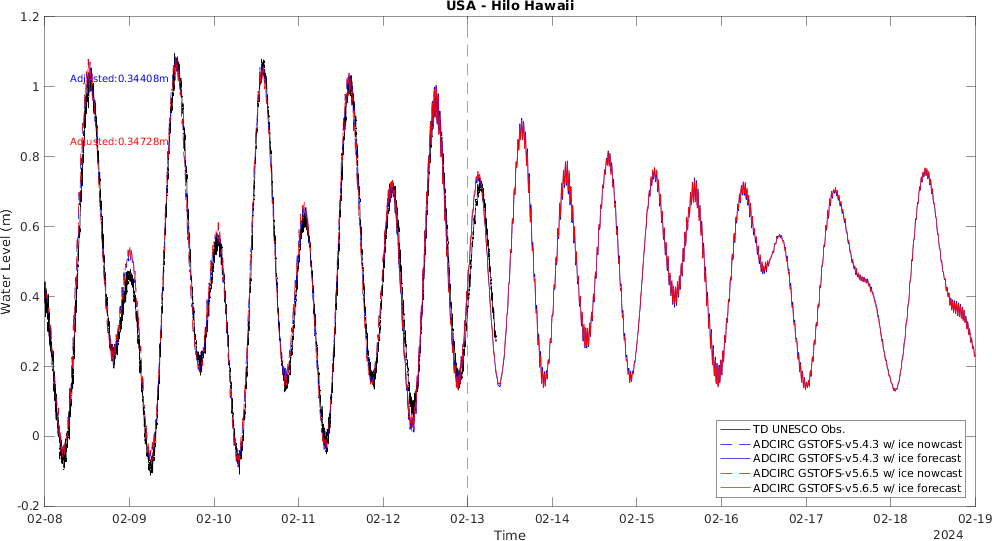 USA - Hilo Hawaii
1.2
1
0.8
0.6
0.4
0.2
0
-0.2
Water Level (m)
Adjusted:0.34408m
Adjusted:0.34728m
TD UNESCO Obs.
ADCIRC GSTOFS-v5.4.3 w/ ice nowcast
ADCIRC GSTOFS-v5.4.3 w/ ice forecast
ADCIRC GSTOFS-v5.6.5 w/ ice nowcast
ADCIRC GSTOFS-v5.6.5 w/ ice forecast
02-08 02-09 02-10 02-11 02-12 02-13 02-14 02-15 02-16 02-17 02-18 02-19
Time
2024